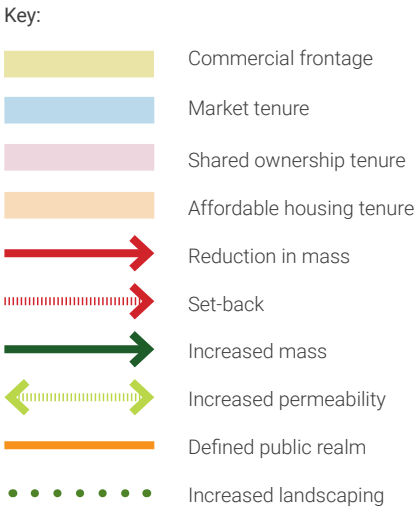 Key:
Commercial frontage
Market tenure
Shared ownership tenure
Affordable housing tenure
Reduction in mass
Set-back
Increased mass
Increased permeability
Defined public realm
Increased landscaping